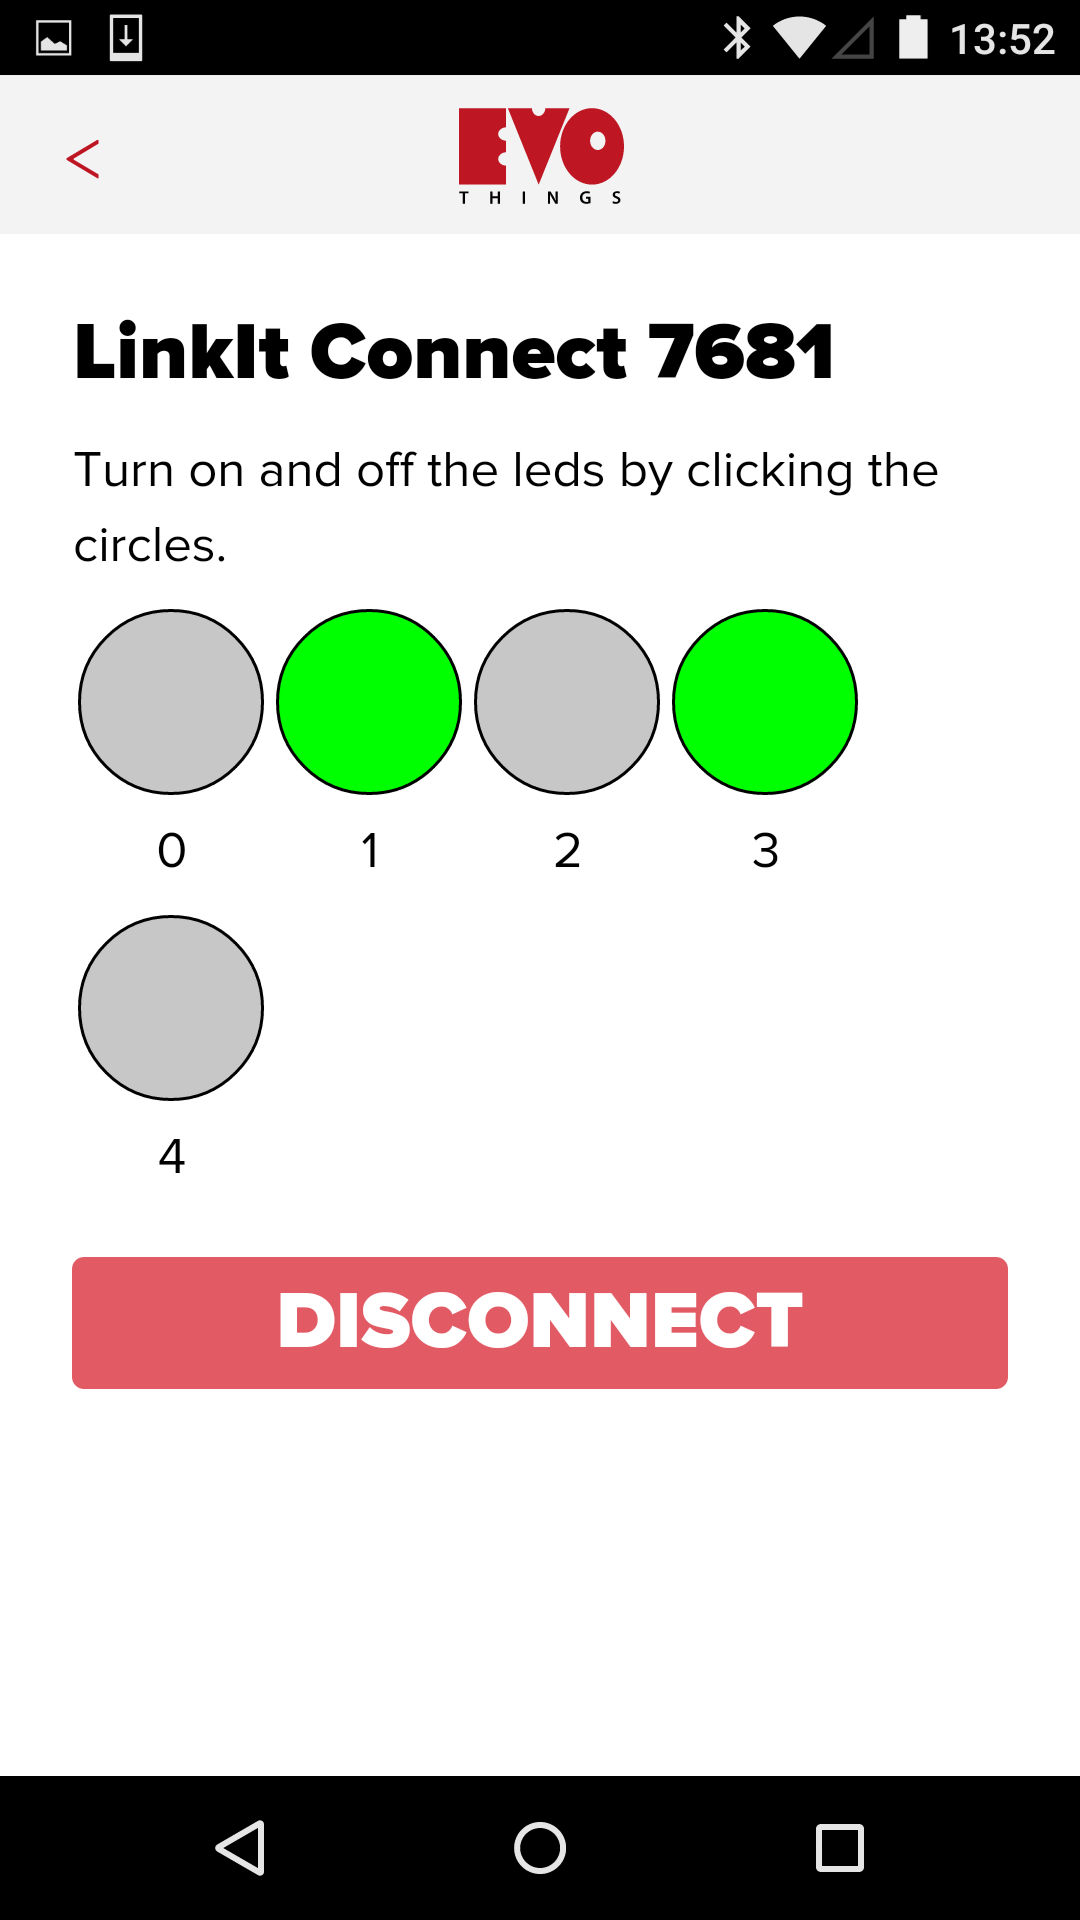 13:52
<
EVO
THINGS
LinkIt Connect 7681
Turn on and off the leds by clicking the
circles.
0 1 2 3
4
DISCONNECT